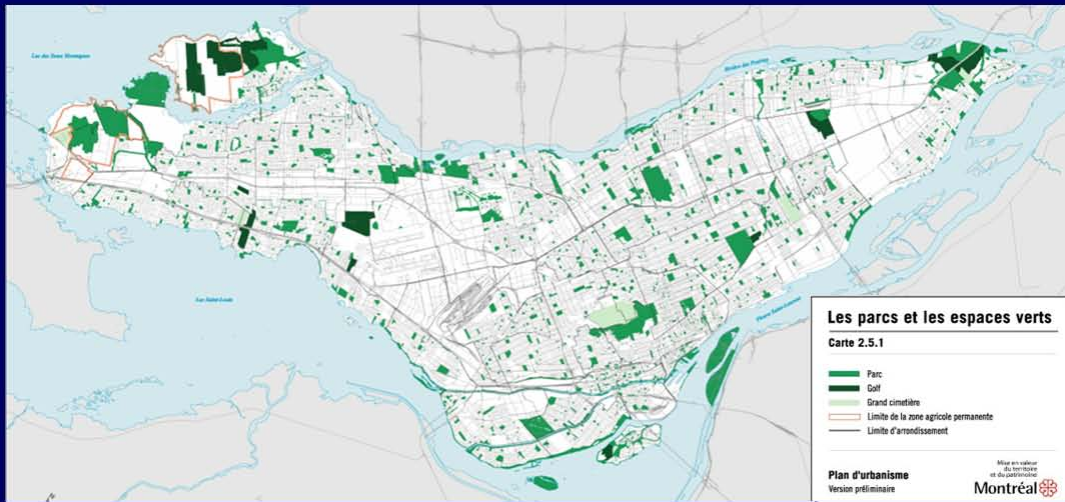 Lac des Deux Montagnes
Rivière des Prairies
Lac Saint-Louis
Fleuve Saint-Laurent
Les parcs et les espaces verts
Carte 2.5.1
Parc
Golf
Grand cimetière
Limite de la zone agricole permanente
Limite d'arrondissement
Plan d'urbanisme
Version préliminaire
Mise en valeur
du territoire
et du patrimoine
Montréal